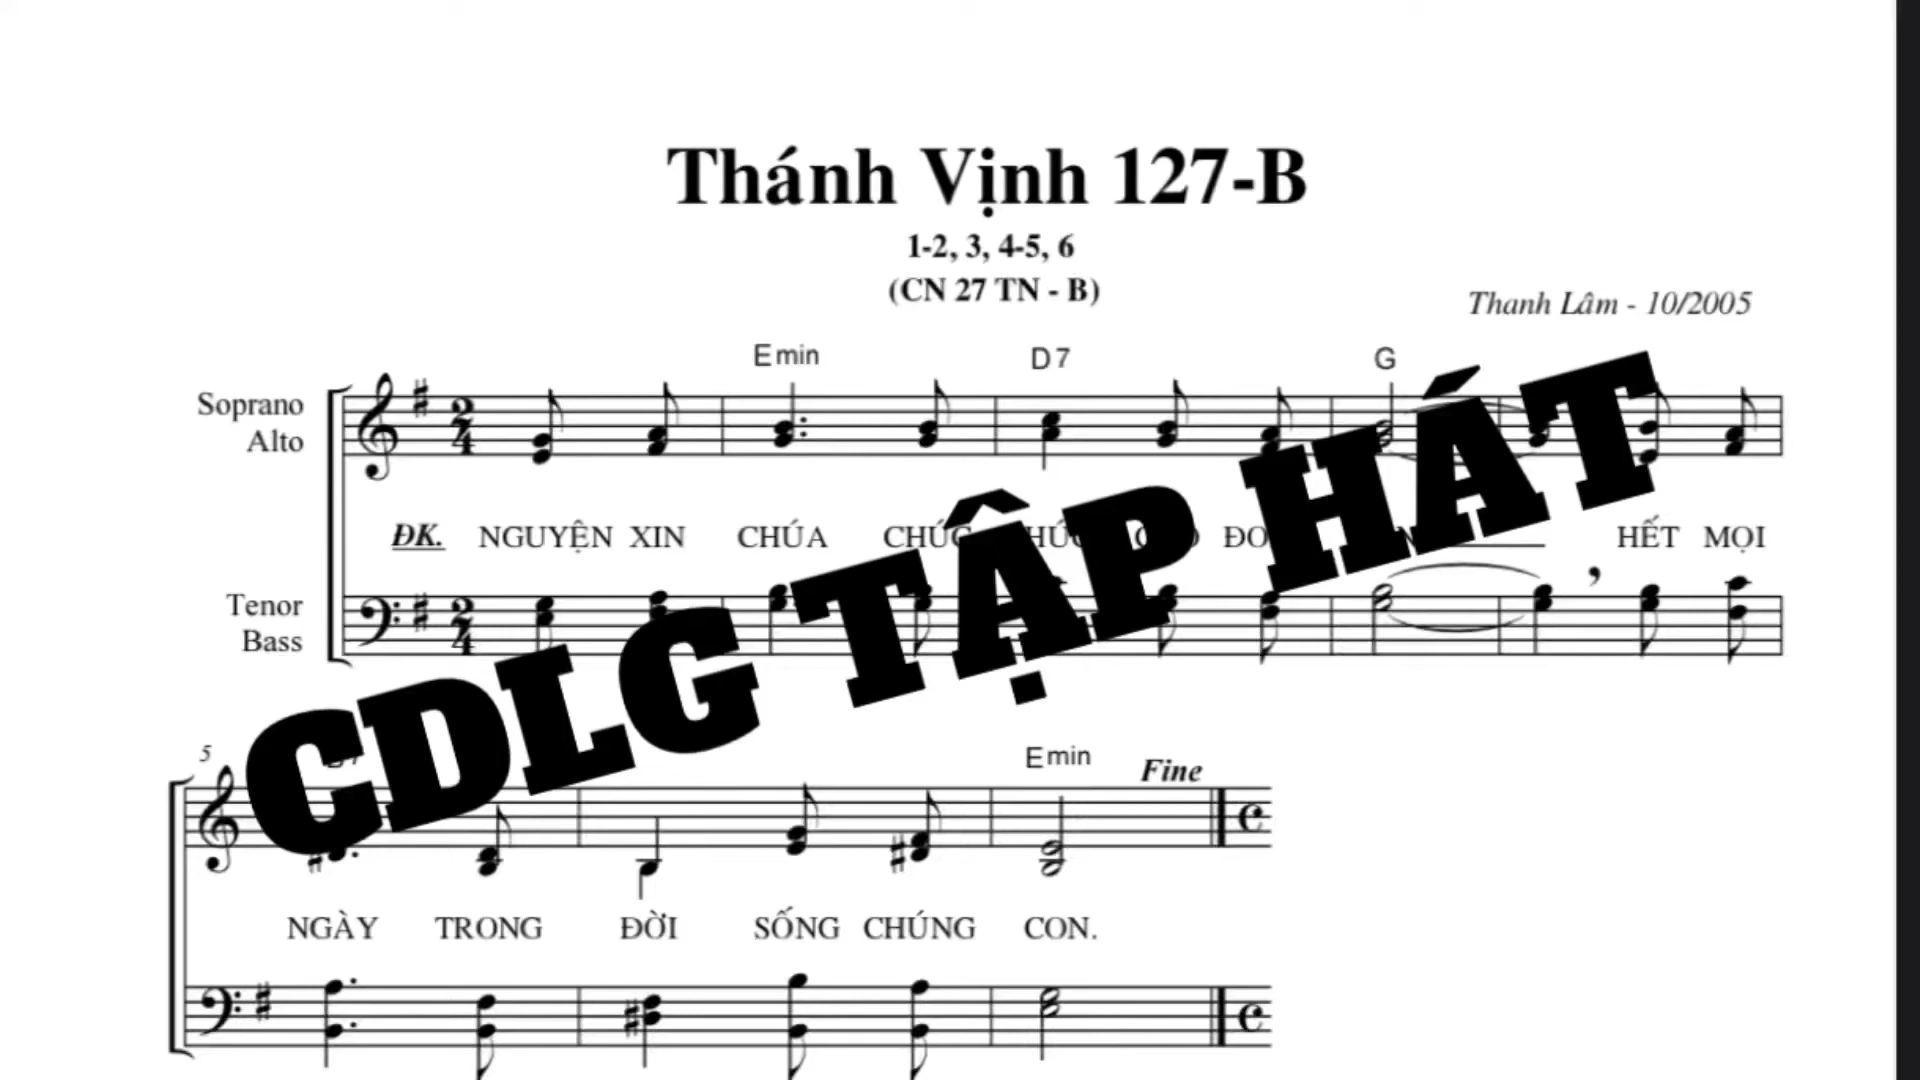 Thánh Vịnh 127-B
1-2, 3, 4-5, 6
(CN 27 TN - B)
Thanh Lâm - 10/2005
Emin D7 G
Soprano
Alto
ĐK. NGUYỆN XIN CHÚA CHÚC HẾT MỌI
Tenor
Bass
CDLG TẬP HÁT
5 Emin Fine
NGÀY TRONG ĐỜI SỐNG CHÚNG CON.